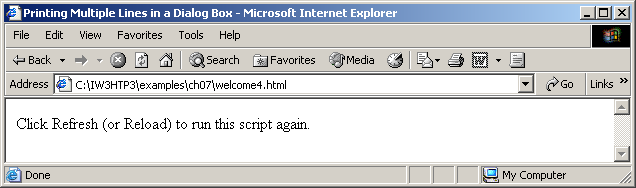 Printing Multiple Lines in a Dialog Box - Microsoft Internet Explorer
File Edit View Favorites Tools Help
Back Search Favorites Media
Address C:\IW3HTP3\examples\ch07\welcome4.html Go Links »
Click Refresh (or Reload) to run this script again.
Done My Computer